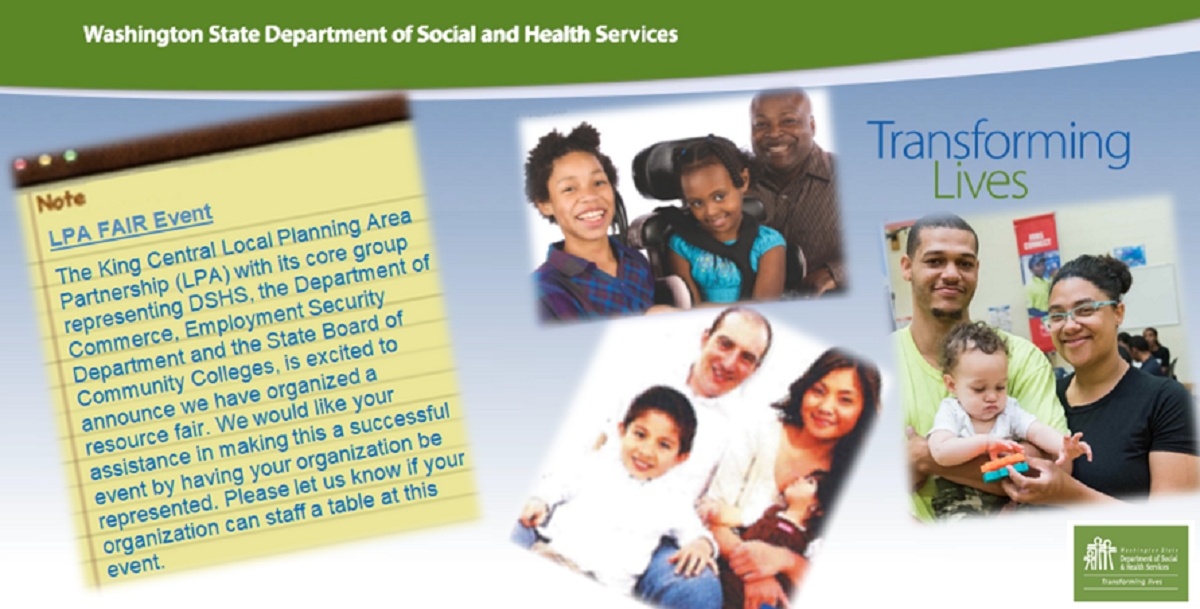 Washington State Department of Social and Health Services
Note
LPA FAIR Event
The King Central Local Planning Area
Partnership (LPA) with its core group
representing DSHS, the Department of
Commerce, Employment Security
Department and the State Board of
Community Colleges, is excited to
announce we have organized a
resource fair. We would like your
assistance in making this a successful
event by having your organization be
represented. Please let us know if your
organization can staff a table at this
event.
Transforming
Lives
Washington State
Department of Social
& Health Services
Transforming lives